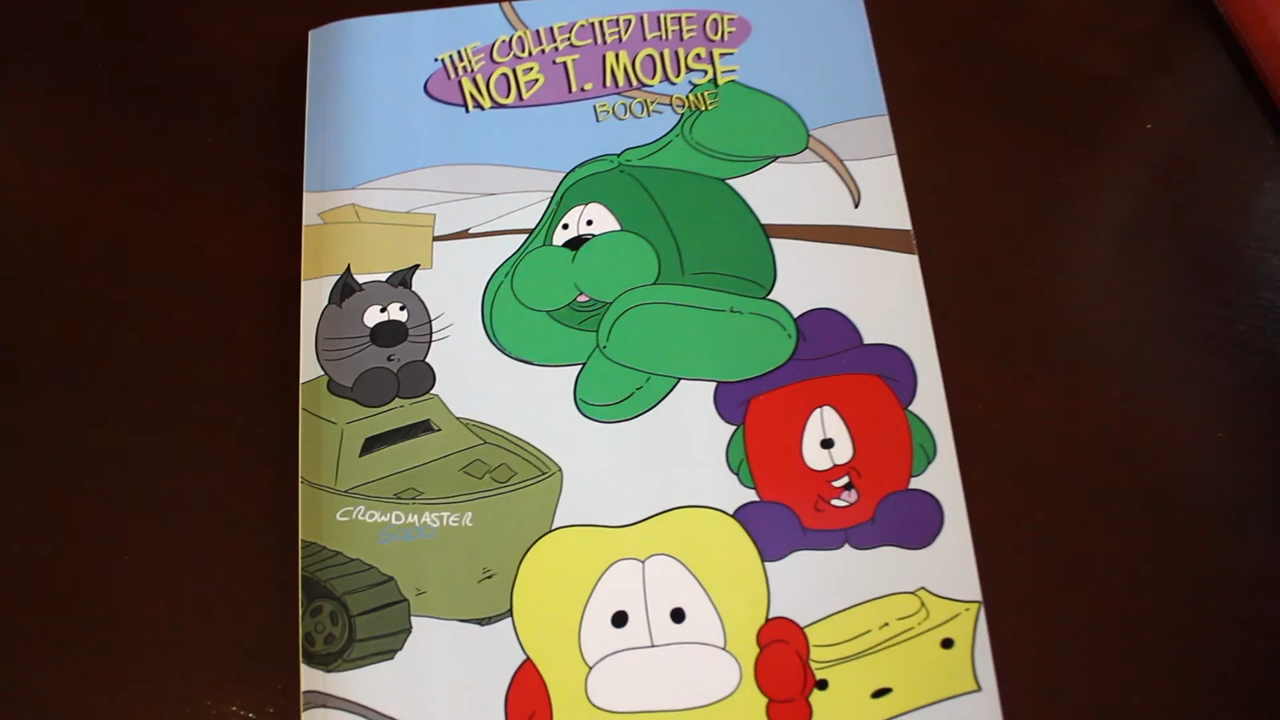 THE COLLECTED LIFE OF
NOB T. MOUSE
BOOK ONE
CROWDMASTER